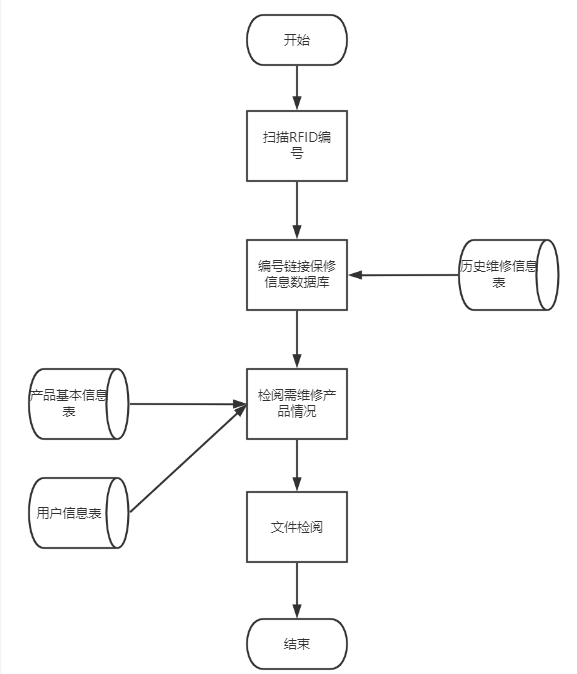 开始
扫描RFID编
号
编号链接保修
信息数据库
历史维修信息
表
产品基本信息
表
检阅需维修产
品情况
用户信息表
文件检阅
结束